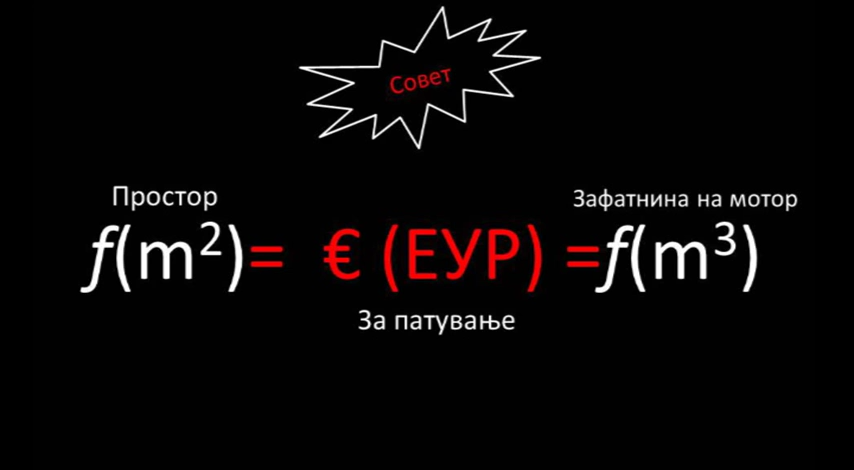 Совет
Простор
Зафатнина на мотор
f(m²)= € (ЕУР) =f(m³)
За патување